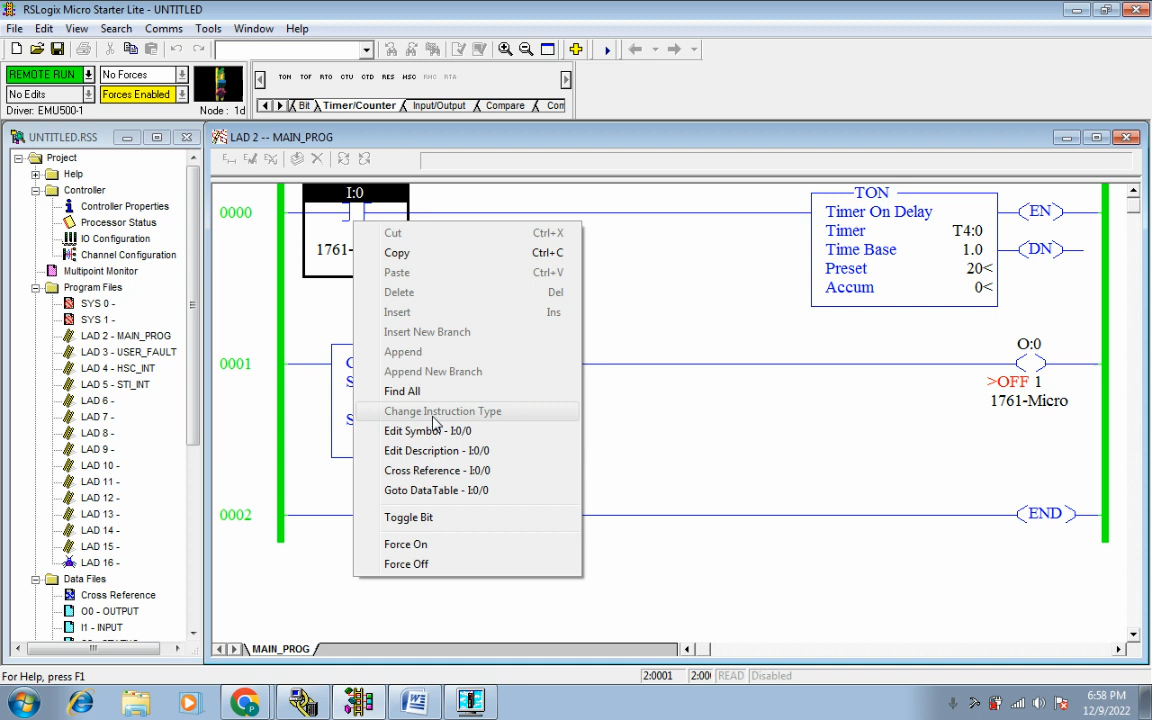 RSLogix Micro Starter Lite - UNTITLED
File Edit View Search Comms Tools Window Help
REMOTE RUN No Forces
No Edits Forces Enabled
Driver: EMU500-1 Node : 1d
TON TOF RTO CTU CTD RES HSC RHC RTA
Bit Timer/Counter Input/Output Compare Con
UNTITLED.RSS
Project
Help
Controller
Controller Properties
Processor Status
IO Configuration
Channel Configuration
Multipoint Monitor
Program Files
SYS 0 -
SYS 1 -
LAD 2 - MAIN_PROG
LAD 3 - USER_FAULT
LAD 4 - HSC_INT
LAD 5 - STI_INT
LAD 6 -
LAD 7 -
LAD 8 -
LAD 9 -
LAD 10 -
LAD 11 -
LAD 12 -
LAD 13 -
LAD 14 -
LAD 15 -
LAD 16 -
Data Files
Cross Reference
O0 - OUTPUT
I1 - INPUT
LAD 2 -- MAIN_PROG
0000
I:0
1761-
TON
Timer On Delay
Timer T4:0
Time Base 1.0
Preset 20<
Accum 0<
EN
DN
0001
O:0
>OFF 1
1761-Micro
0002
END
Cut Ctrl+X
Copy Ctrl+C
Paste Ctrl+V
Delete Del
Insert Ins
Insert New Branch
Append
Append New Branch
Find All
Change Instruction Type
Edit Symbol - I:0/0
Edit Description - I:0/0
Cross Reference - I:0/0
Goto DataTable - I:0/0
Toggle Bit
Force On
Force Off
MAIN_PROG
For Help, press F1
2:0001 2:00 READ Disabled
6:58 PM
12/9/2022